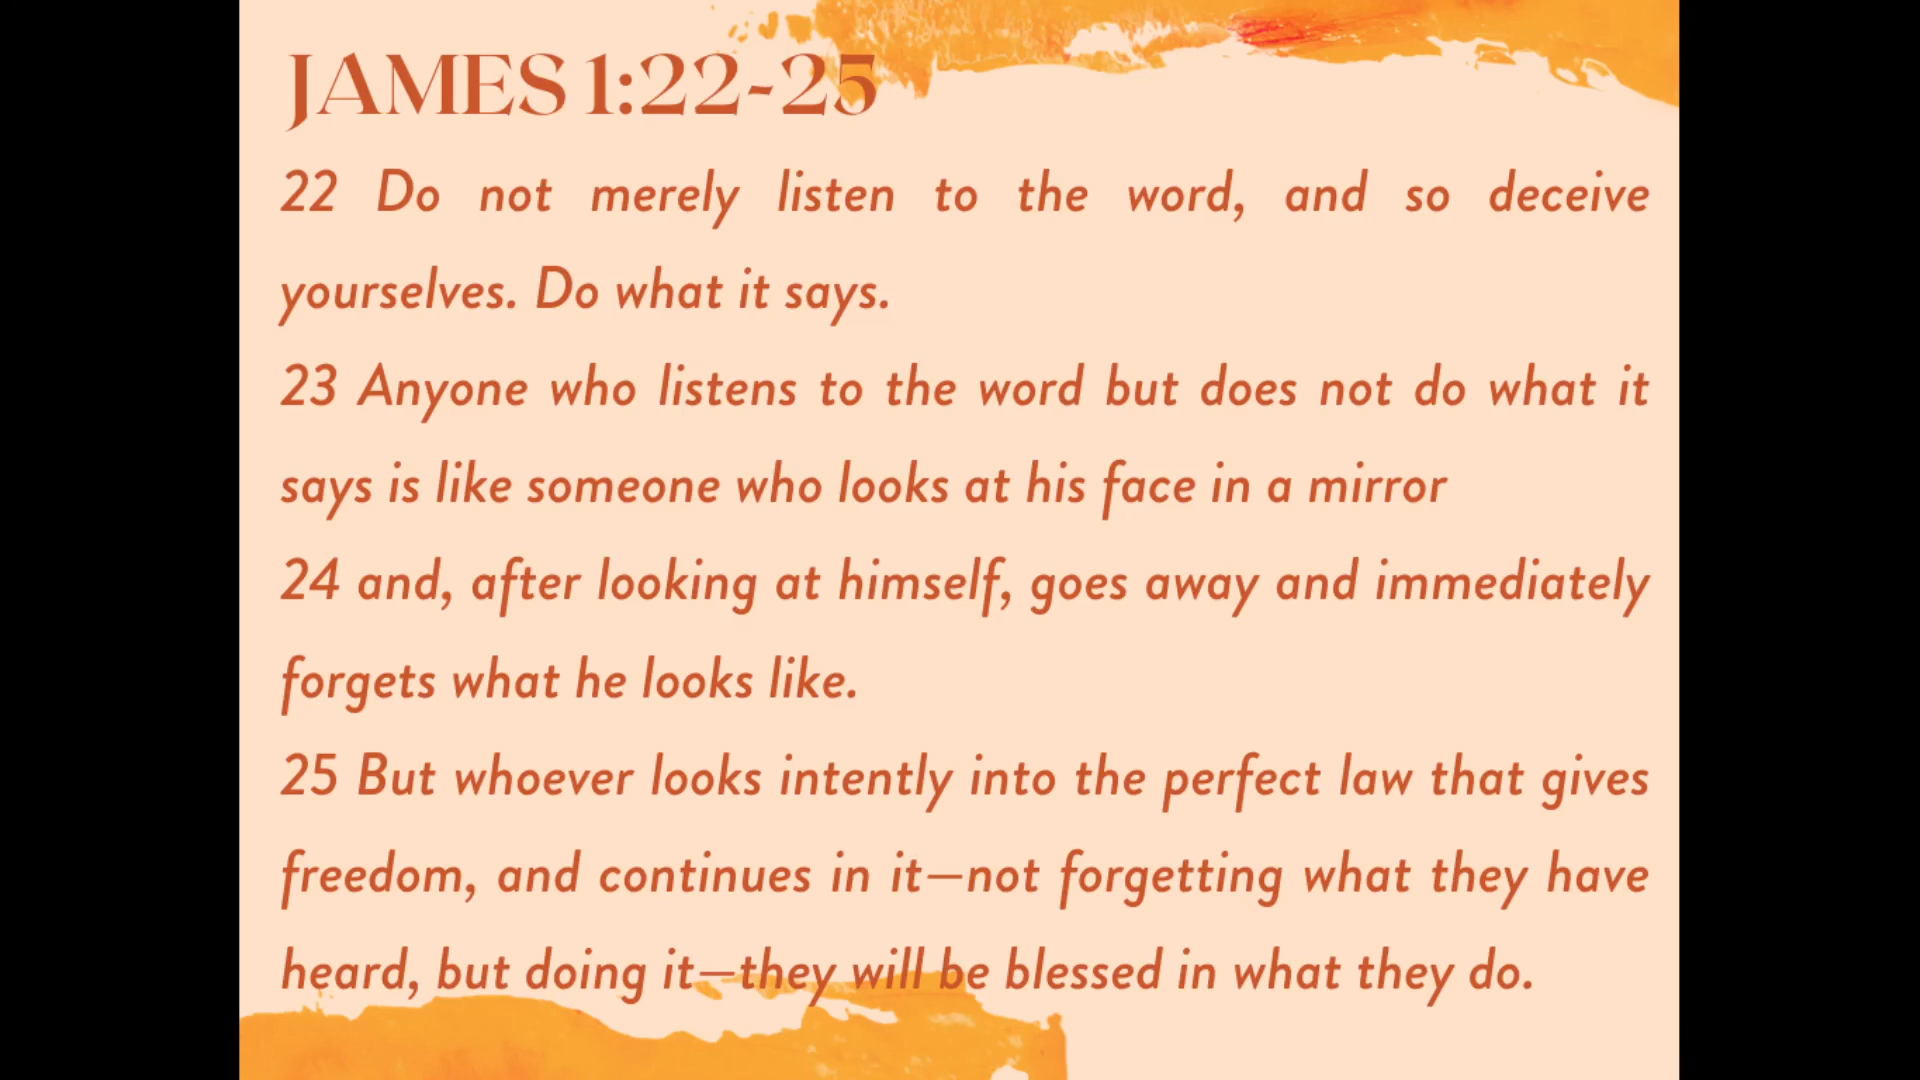 JAMES 1:22-25
22 Do not merely listen to the word, and so deceive
yourselves. Do what it says.
23 Anyone who listens to the word but does not do what it
says is like someone who looks at his face in a mirror
24 and, after looking at himself, goes away and immediately
forgets what he looks like.
25 But whoever looks intently into the perfect law that gives
freedom, and continues in it—not forgetting what they have
heard, but doing it—they will be blessed in what they do.